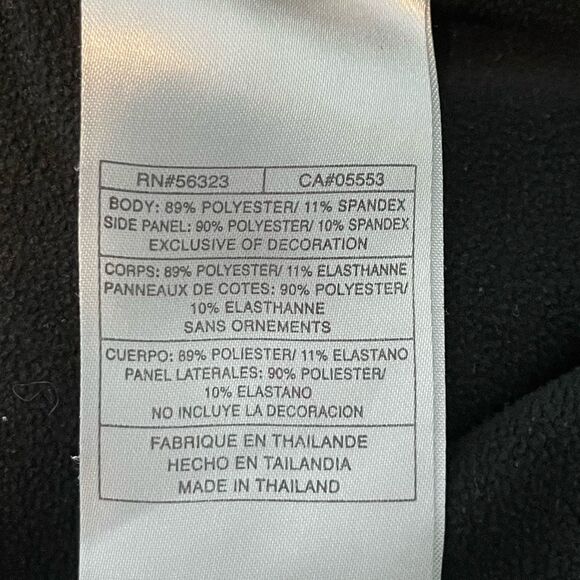 RN#56323 CA#05553
BODY: 89% POLYESTER/ 11% SPANDEX
SIDE PANEL: 90% POLYESTER/ 10% SPANDEX
EXCLUSIVE OF DECORATION
CORPS: 89% POLYESTER/ 11% ELASTHANNE
PANNEAUX DE COTES: 90% POLYESTER/
10% ELASTHANNE
SANS ORNEMENTS
CUERPO: 89% POLIESTER/ 11% ELASTANO
PANEL LATERALES: 90% POLIESTER/
10% ELASTANO
NO INCLUYE LA DECORACION
FABRIQUE EN THAILANDE
HECHO EN TAILANDIA
MADE IN THAILAND